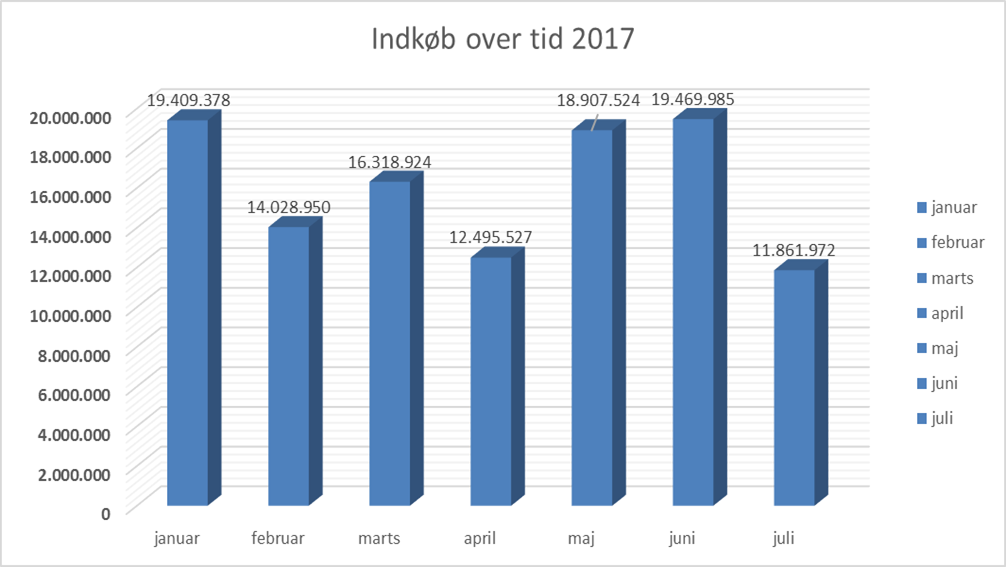 Indkøb over tid 2017
20.000.000
18.000.000
16.000.000
14.000.000
12.000.000
10.000.000
8.000.000
6.000.000
4.000.000
2.000.000
0
19.409.378
14.028.950
16.318.924
12.495.527
18.907.524
19.469.985
11.861.972
januar
februar
marts
april
maj
juni
juli
januar
februar
marts
april
maj
juni
juli